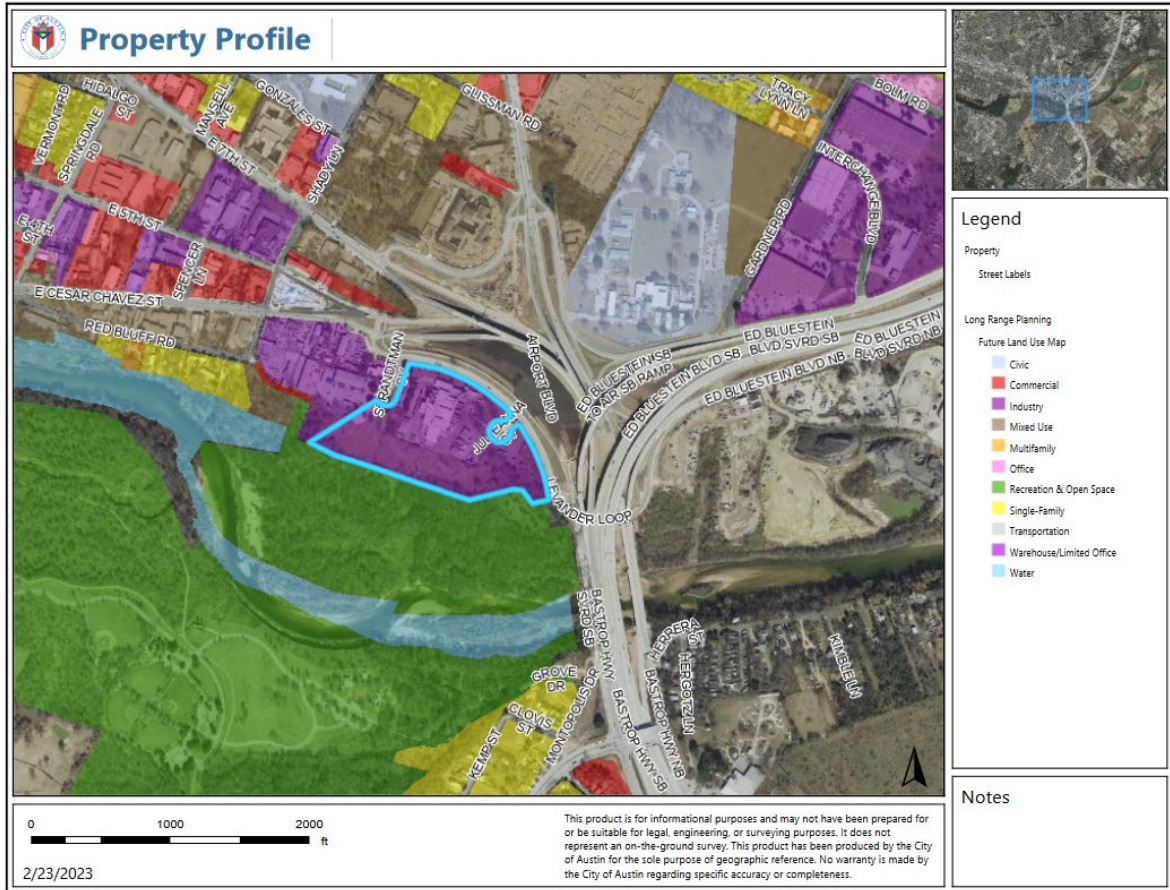 Property Profile
HIDALGO
ST
VERMONT RD
SPRINGDALE
RD
MANSELL
AVE
GONZALES ST
E 7TH ST
SHADY LN
GLISSMAN RD
TRACY
LYNN LN
BOLM RD
INTERCHANGE BLVD
GARDNER RD
E 4TH
ST
E 5TH ST
SPENCER
LN
E CESAR CHAVEZ ST
RED BLUFF RD
AIRPORT BLVD
ED BLUESTEIN SB
TO AIR SB RAMP
ED BLUESTEIN
BLVD SVRD SB
ED BLUESTEIN BLVD SB
ED BLUESTEIN
BLVD SVRD NB
ED BLUESTEIN BLVD NB
LEVANDER LOOP
BASTROP HWY
SVRD SB
GROVE
DR
CLOVIS
ST
KEMP ST
MONTOPOLIS DR
HERGOTZ LN
KIMBLE LN
BASTROP HWY SB
BASTROP HWY NB
Legend
Property
Street Labels
Long Range Planning
Future Land Use Map
Civic
Commercial
Industry
Mixed Use
Multifamily
Office
Recreation & Open Space
Single-Family
Transportation
Warehouse/Limited Office
Water
Notes
0 1000 2000
ft
2/23/2023
This product is for informational purposes and may not have been prepared for
or be suitable for legal, engineering, or surveying purposes. It does not
represent an on-the-ground survey. This product has been produced by the City
of Austin for the sole purpose of geographic reference. No warranty is made by
the City of Austin regarding specific accuracy or completeness.